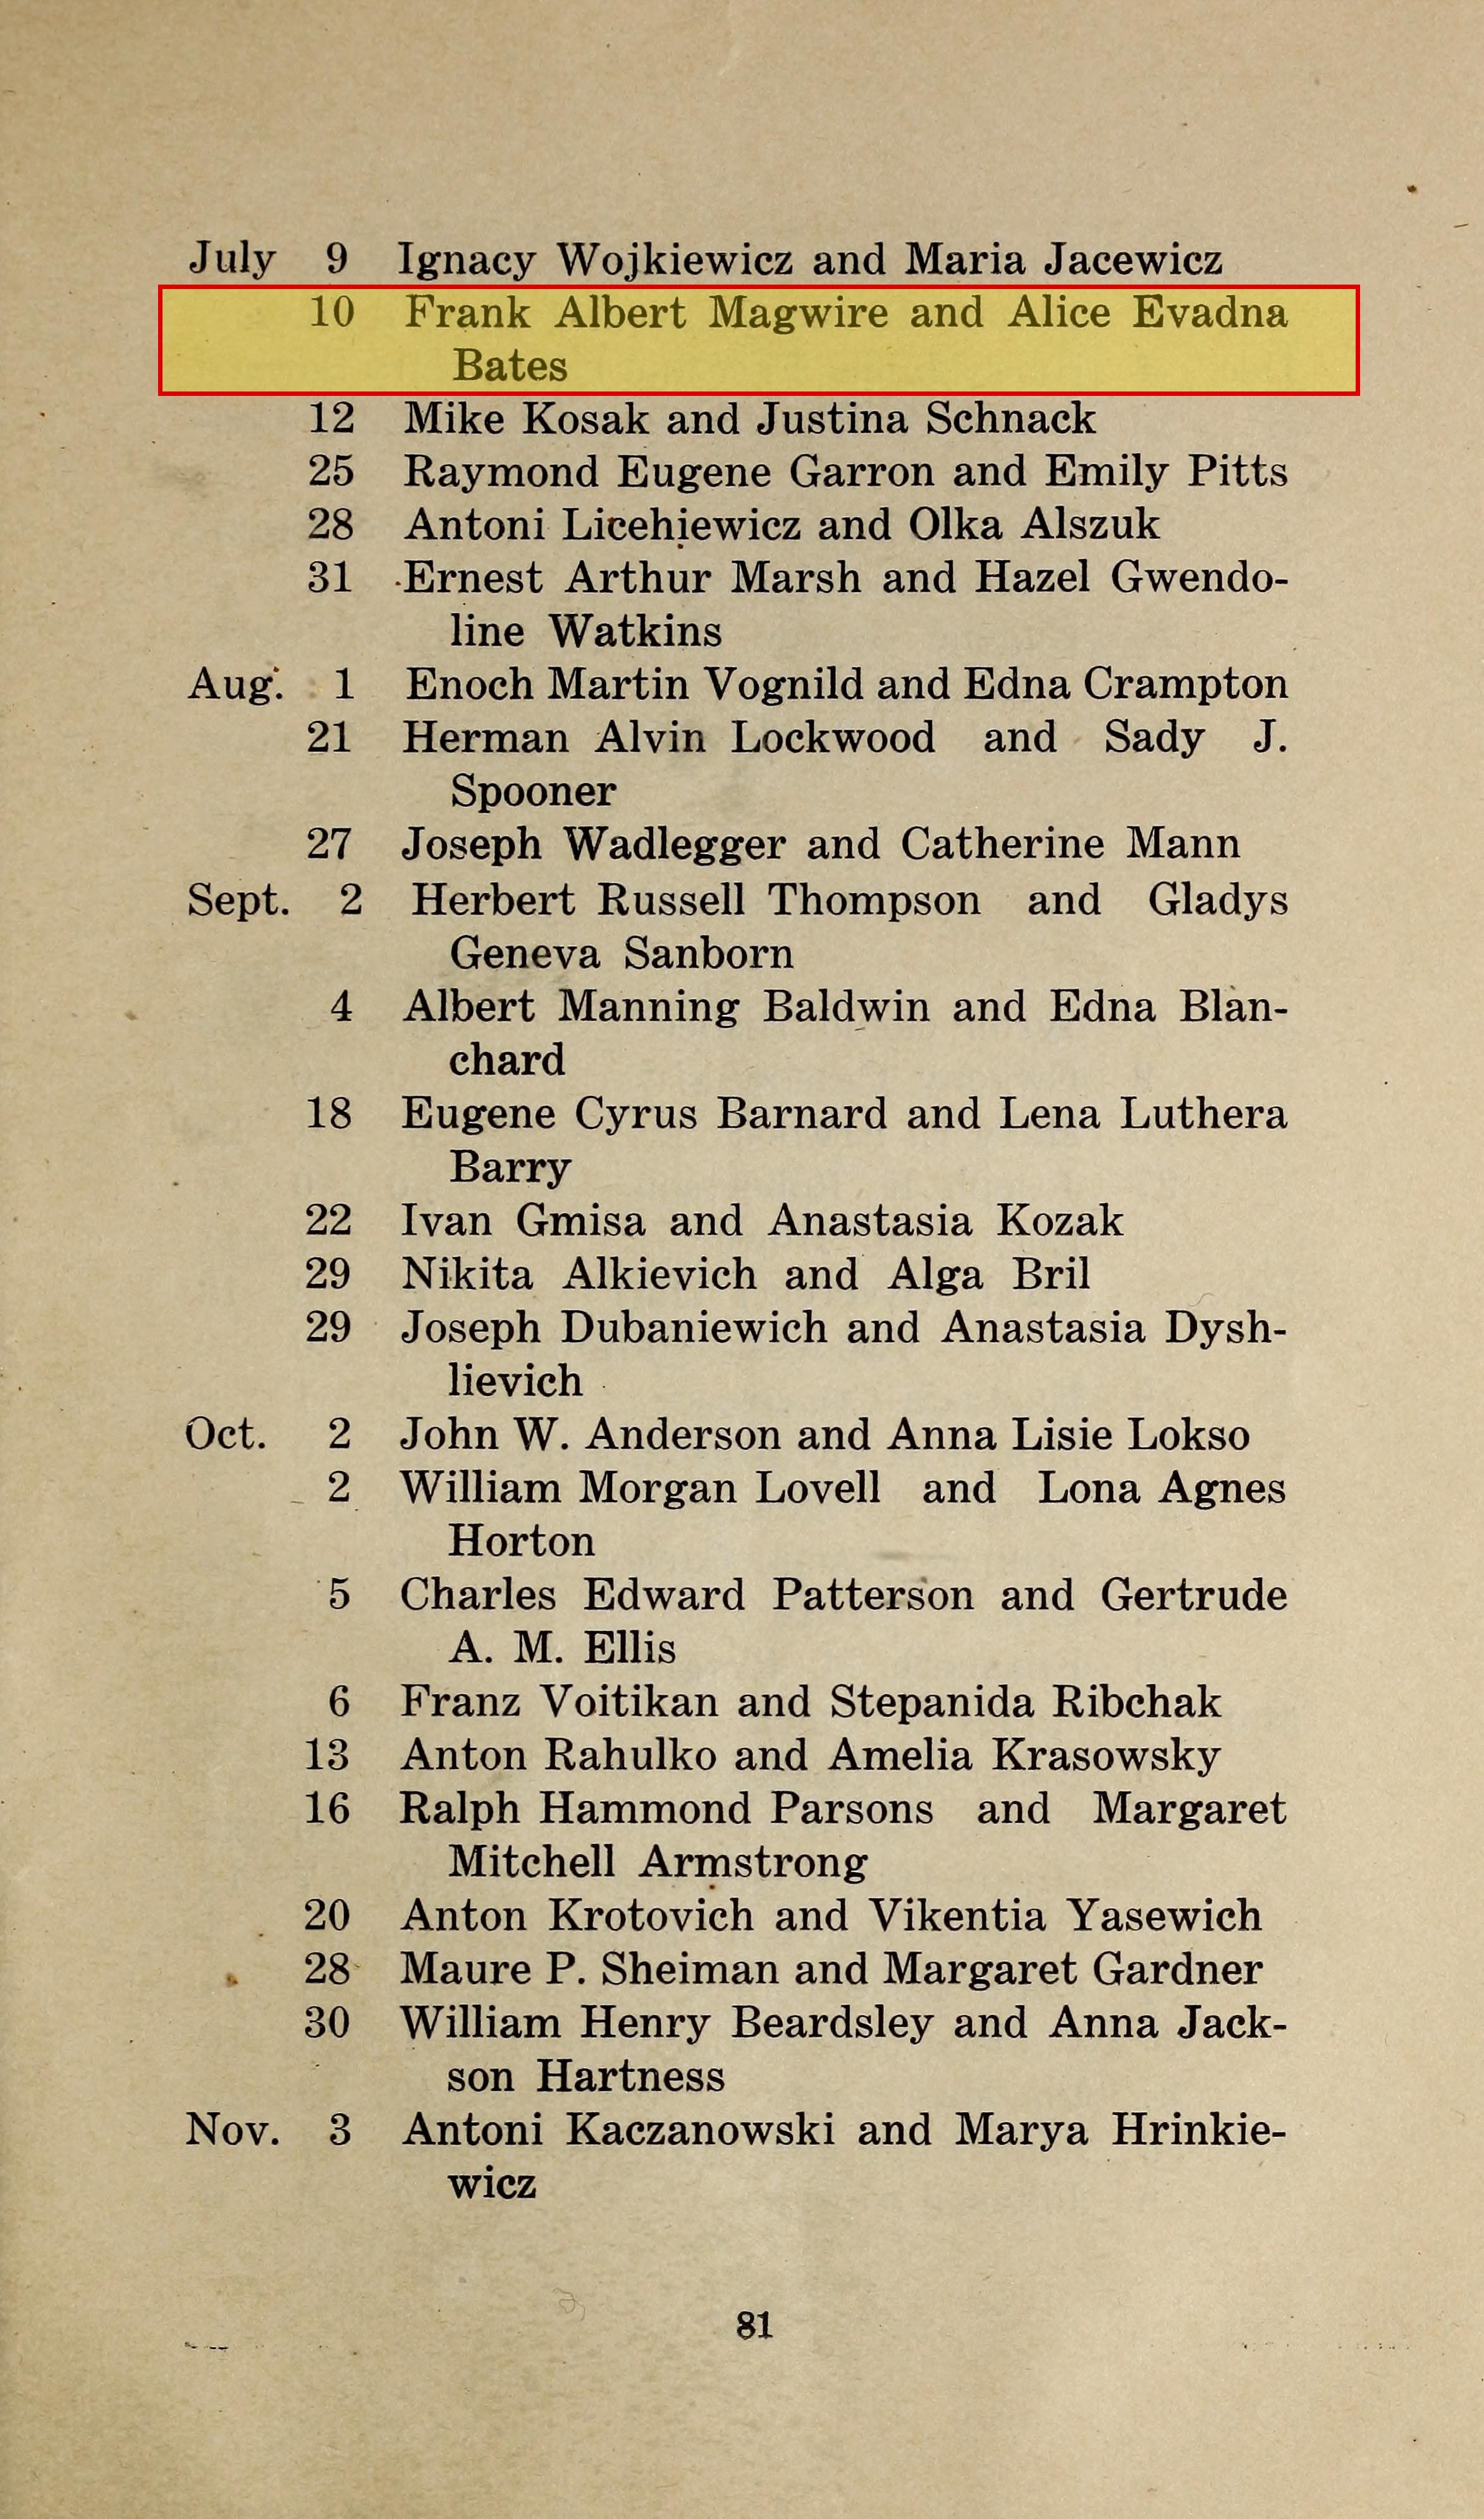 July 9 Ignacy Wojkiewicz and Maria Jacewicz
10 Frank Albert Magwire and Alice Evadna
Bates
12 Mike Kosak and Justina Schnack
25 Raymond Eugene Garron and Emily Pitts
28 Antoni Licehiewicz and Olka Alszuk
31 Ernest Arthur Marsh and Hazel Gwendo-
line Watkins
Aug. 1 Enoch Martin Vognild and Edna Crampton
21 Herman Alvin Lockwood and Sady J.
Spooner
27 Joseph Wadlegger and Catherine Mann
Sept. 2 Herbert Russell Thompson and Gladys
Geneva Sanborn
4 Albert Manning Baldwin and Edna Blan-
chard
18 Eugene Cyrus Barnard and Lena Luthera
Barry
22 Ivan Gmisa and Anastasia Kozak
29 Nikita Alkievich and Alga Bril
29 Joseph Dubaniewich and Anastasia Dysh-
lievich
Oct. 2 John W. Anderson and Anna Lisie Lokso
2 William Morgan Lovell and Lona Agnes
Horton
5 Charles Edward Patterson and Gertrude
A. M. Ellis
6 Franz Voitikan and Stepanida Ribchak
13 Anton Rahulko and Amelia Krasowsky
16 Ralph Hammond Parsons and Margaret
Mitchell Armstrong
20 Anton Krotovich and Vikentia Yasewich
28 Maure P. Sheiman and Margaret Gardner
30 William Henry Beardsley and Anna Jack-
son Hartness
Nov. 3 Antoni Kaczanowski and Marya Hrinkie-
wicz
81